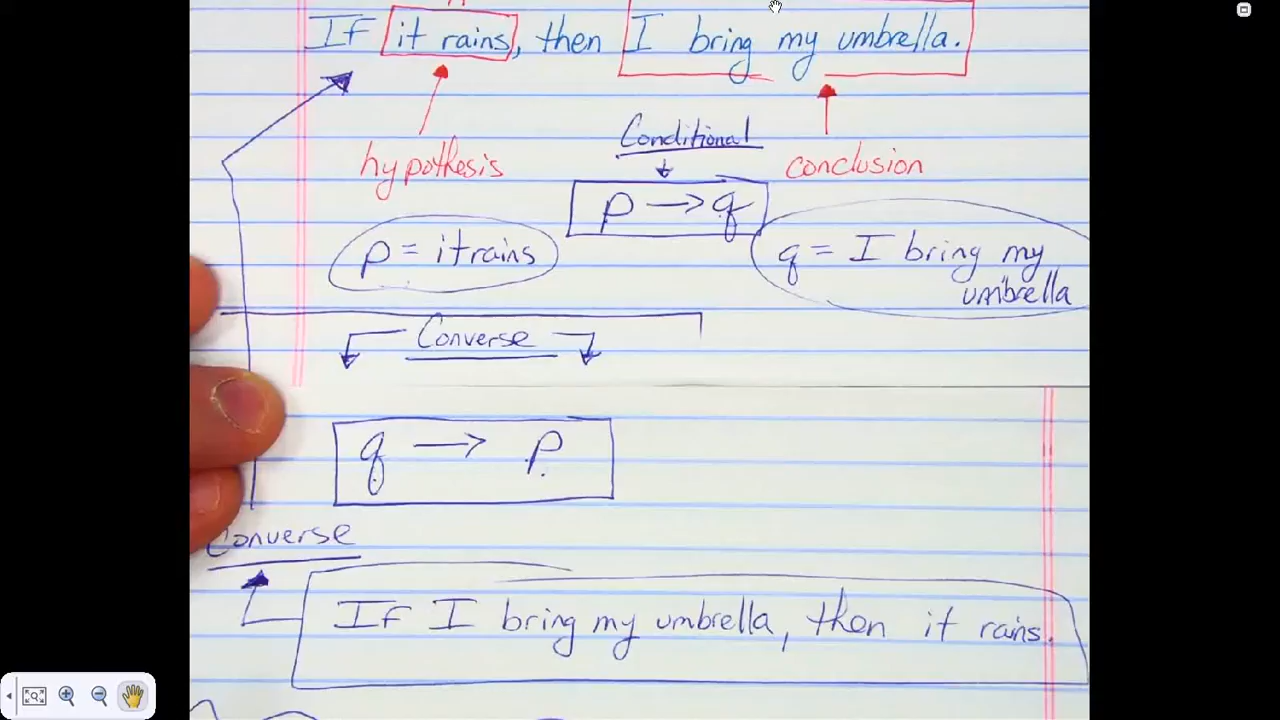 If it rains, then I bring my umbrella.
Conditional
hypothesis
conclusion
p → q
p = it rains
q = I bring my
umbrella
Converse
q → p
Converse
If I bring my umbrella, then it rains.